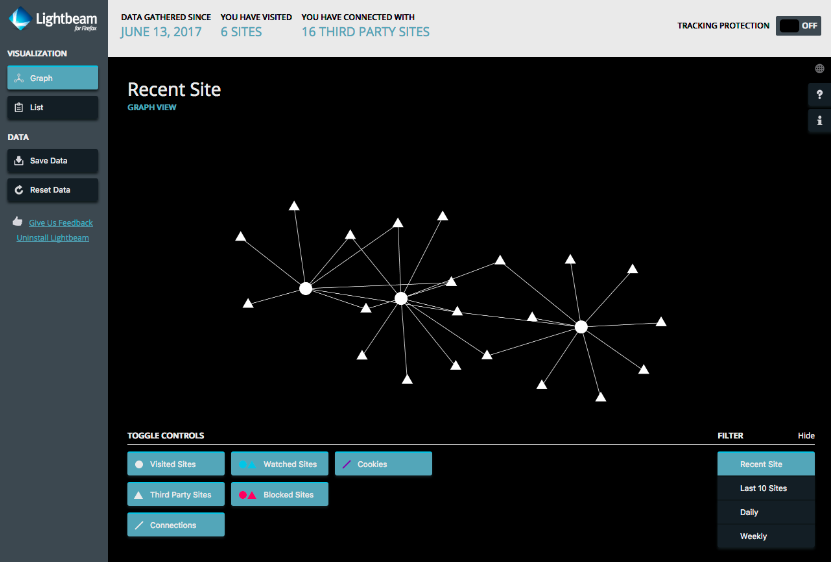 Lightbeam
for Firefox
DATA GATHERED SINCE
JUNE 13, 2017
YOU HAVE VISITED
6 SITES
YOU HAVE CONNECTED WITH
16 THIRD PARTY SITES
TRACKING PROTECTION
OFF
VISUALIZATION
Graph
List
DATA
Save Data
Reset Data
Give Us Feedback
Uninstall Lightbeam
Recent Site
GRAPH VIEW
?
i
TOGGLE CONTROLS
Visited Sites
Watched Sites
Cookies
Third Party Sites
Blocked Sites
Connections
FILTER
Hide
Recent Site
Last 10 Sites
Daily
Weekly